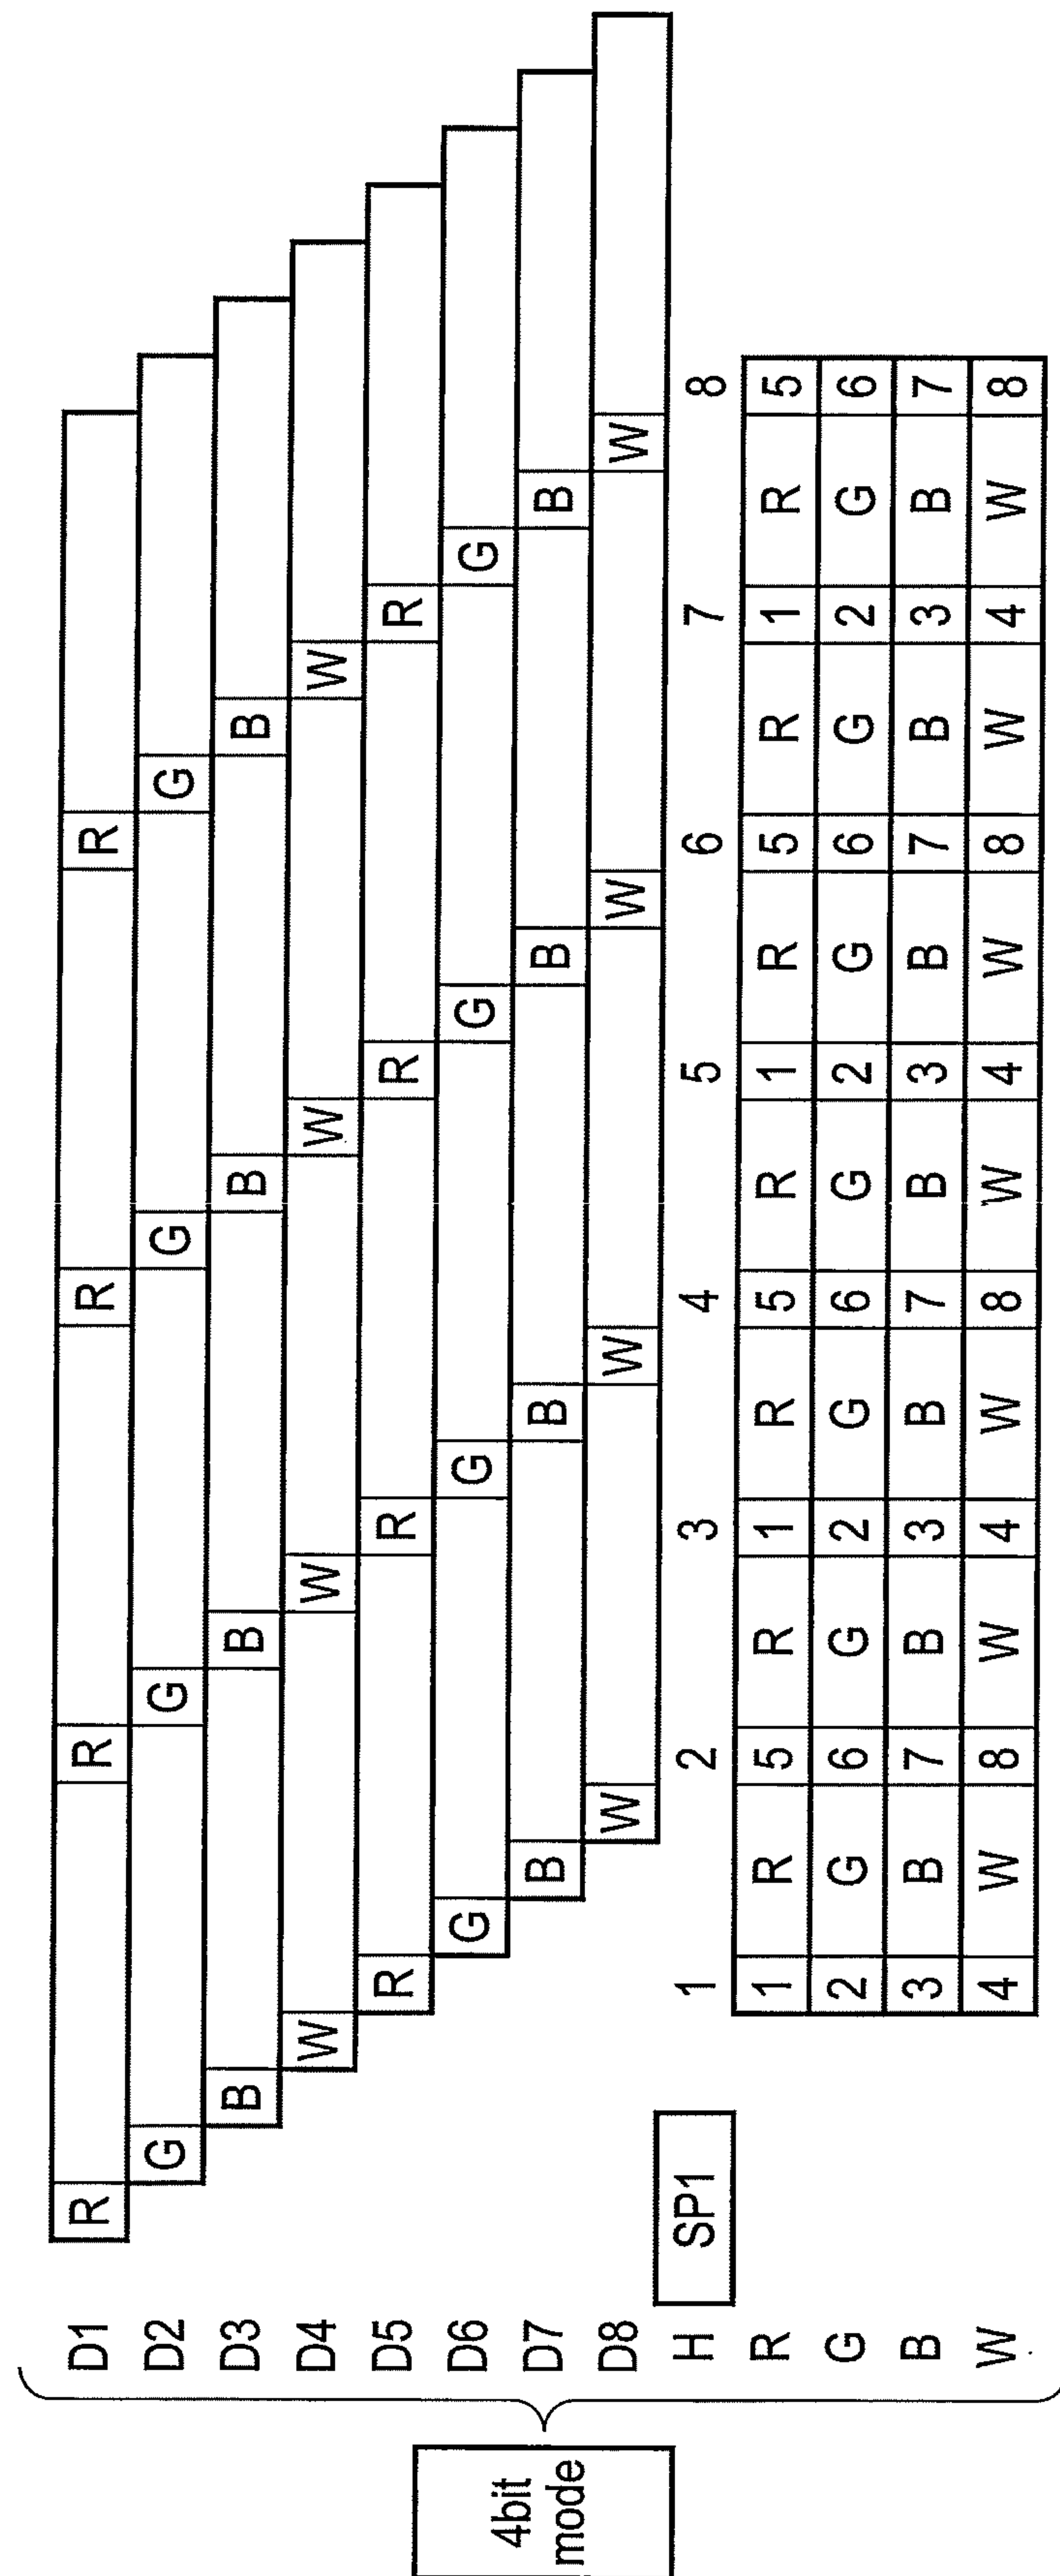 4bit
mode
D1 R R R R
D2 G G G G
D3 B B B B
D4 W W W W
D5 R R R R
D6 G G G G
D7 B B B B
D8 W W W W
H SP1 1 2 3 4 5 6 7 8
R 1 R 5 R 1 R 5 R 1 R 5 R 1 R 5
G 2 G 6 G 2 G 6 G 2 G 6 G 2 G 6
B 3 B 7 B 3 B 7 B 3 B 7 B 3 B 7
W 4 W 8 W 4 W 8 W 4 W 8 W 4 W 8